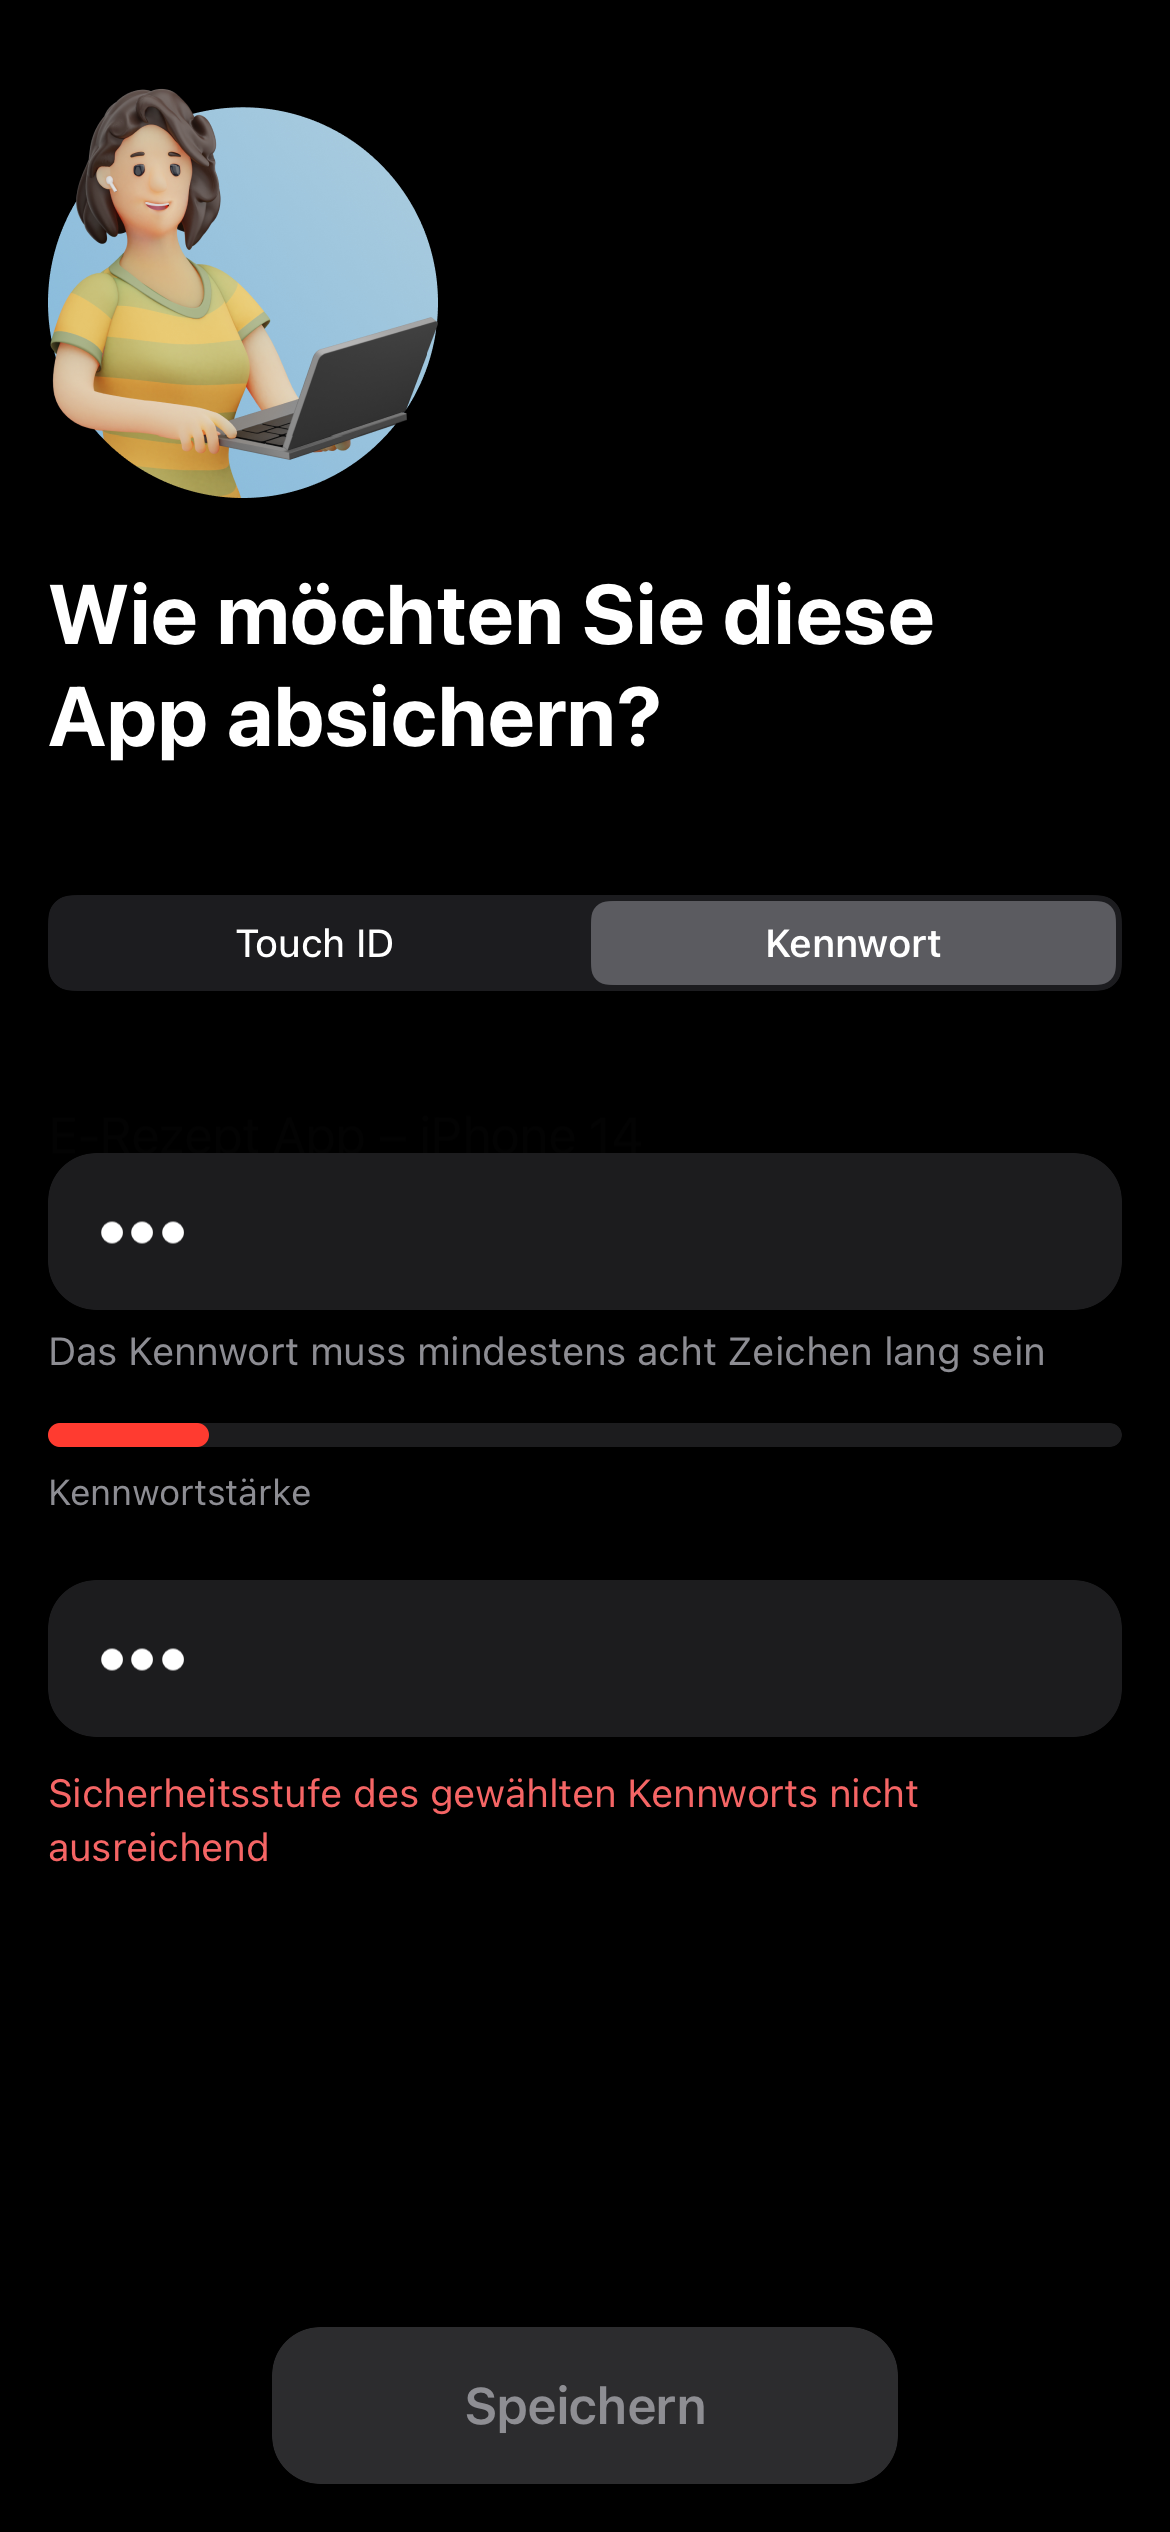 Wie möchten Sie diese
App absichern?
Touch ID
Kennwort
E-Rezept App – iPhone 14
•••
Das Kennwort muss mindestens acht Zeichen lang sein
Kennwortstärke
•••
Sicherheitsstufe des gewählten Kennworts nicht
ausreichend
Speichern